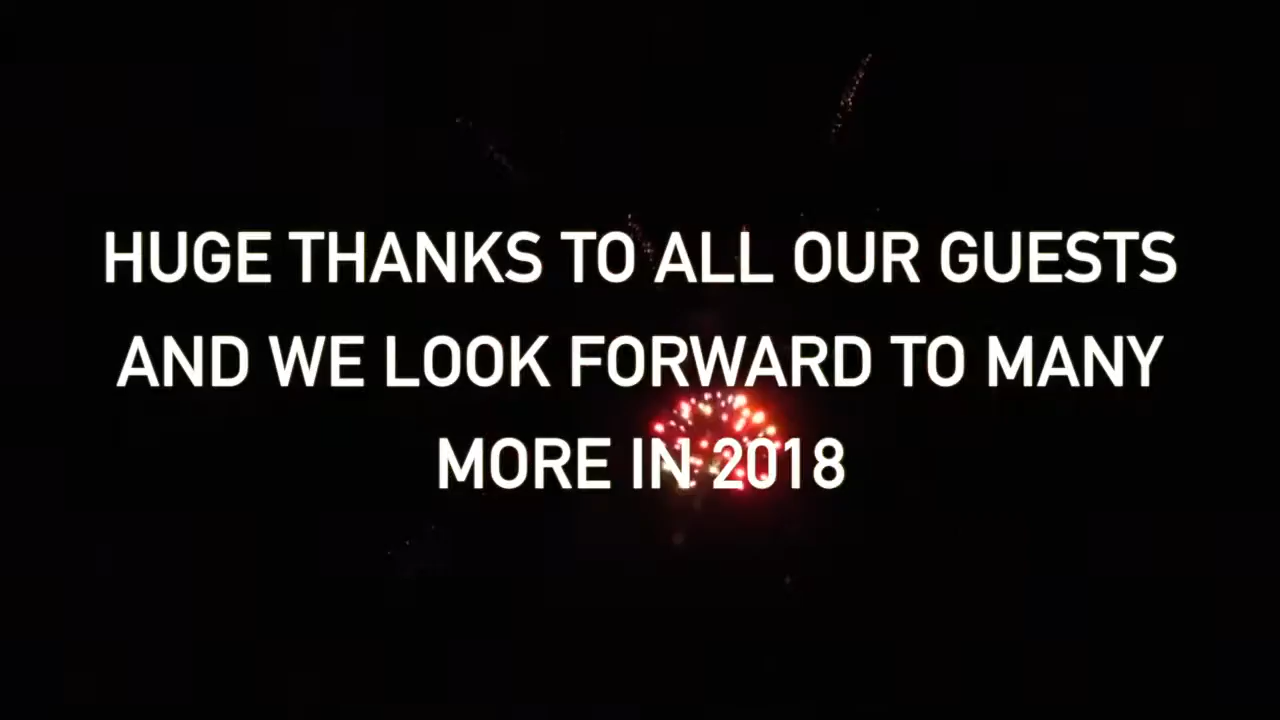 HUGE THANKS TO ALL OUR GUESTS
AND WE LOOK FORWARD TO MANY
MORE IN 2018